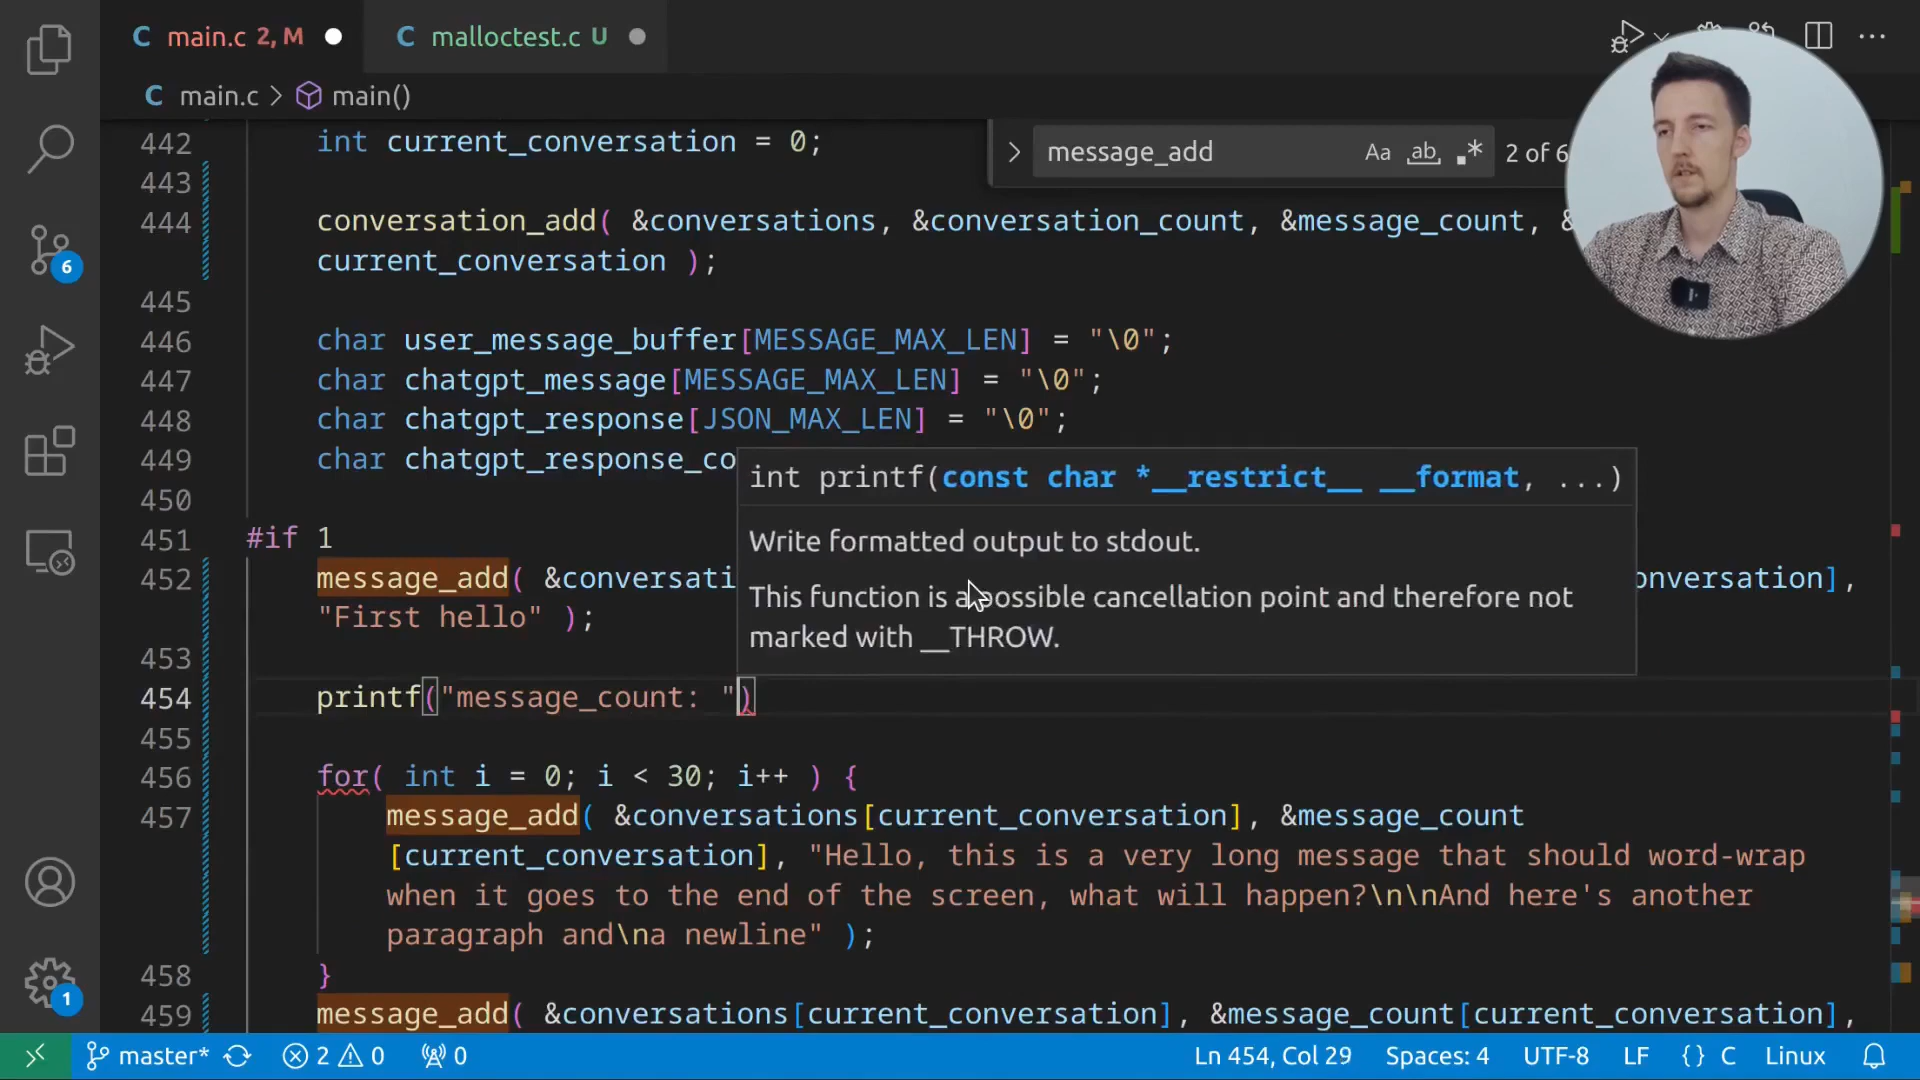 main.c 2, M malloctest.c U
main.c > main()
message_add Aa ab .* 2 of 6
442 int current_conversation = 0;
443
444 conversation_add( &conversations, &conversation_count, &message_count, &
current_conversation );
445
446 char user_message_buffer[MESSAGE_MAX_LEN] = "\0";
447 char chatgpt_message[MESSAGE_MAX_LEN] = "\0";
448 char chatgpt_response[JSON_MAX_LEN] = "\0";
449 char chatgpt_response_co
int printf(const char *__restrict__ __format, ...)
450
Write formatted output to stdout.
451 #if 1
452 message_add( &conversati onversation],
This function is a possible cancellation point and therefore not
"First hello" );
marked with __THROW.
453
454 printf("message_count: ")
455
456 for( int i = 0; i < 30; i++ ) {
457 message_add( &conversations[current_conversation], &message_count
[current_conversation], "Hello, this is a very long message that should word-wrap
when it goes to the end of the screen, what will happen?\n\nAnd here's another
paragraph and\na newline" );
458 }
459 message_add( &conversations[current_conversation], &message_count[current_conversation],
6
1
master* 2 0 0 Ln 454, Col 29 Spaces: 4 UTF-8 LF {} C Linux